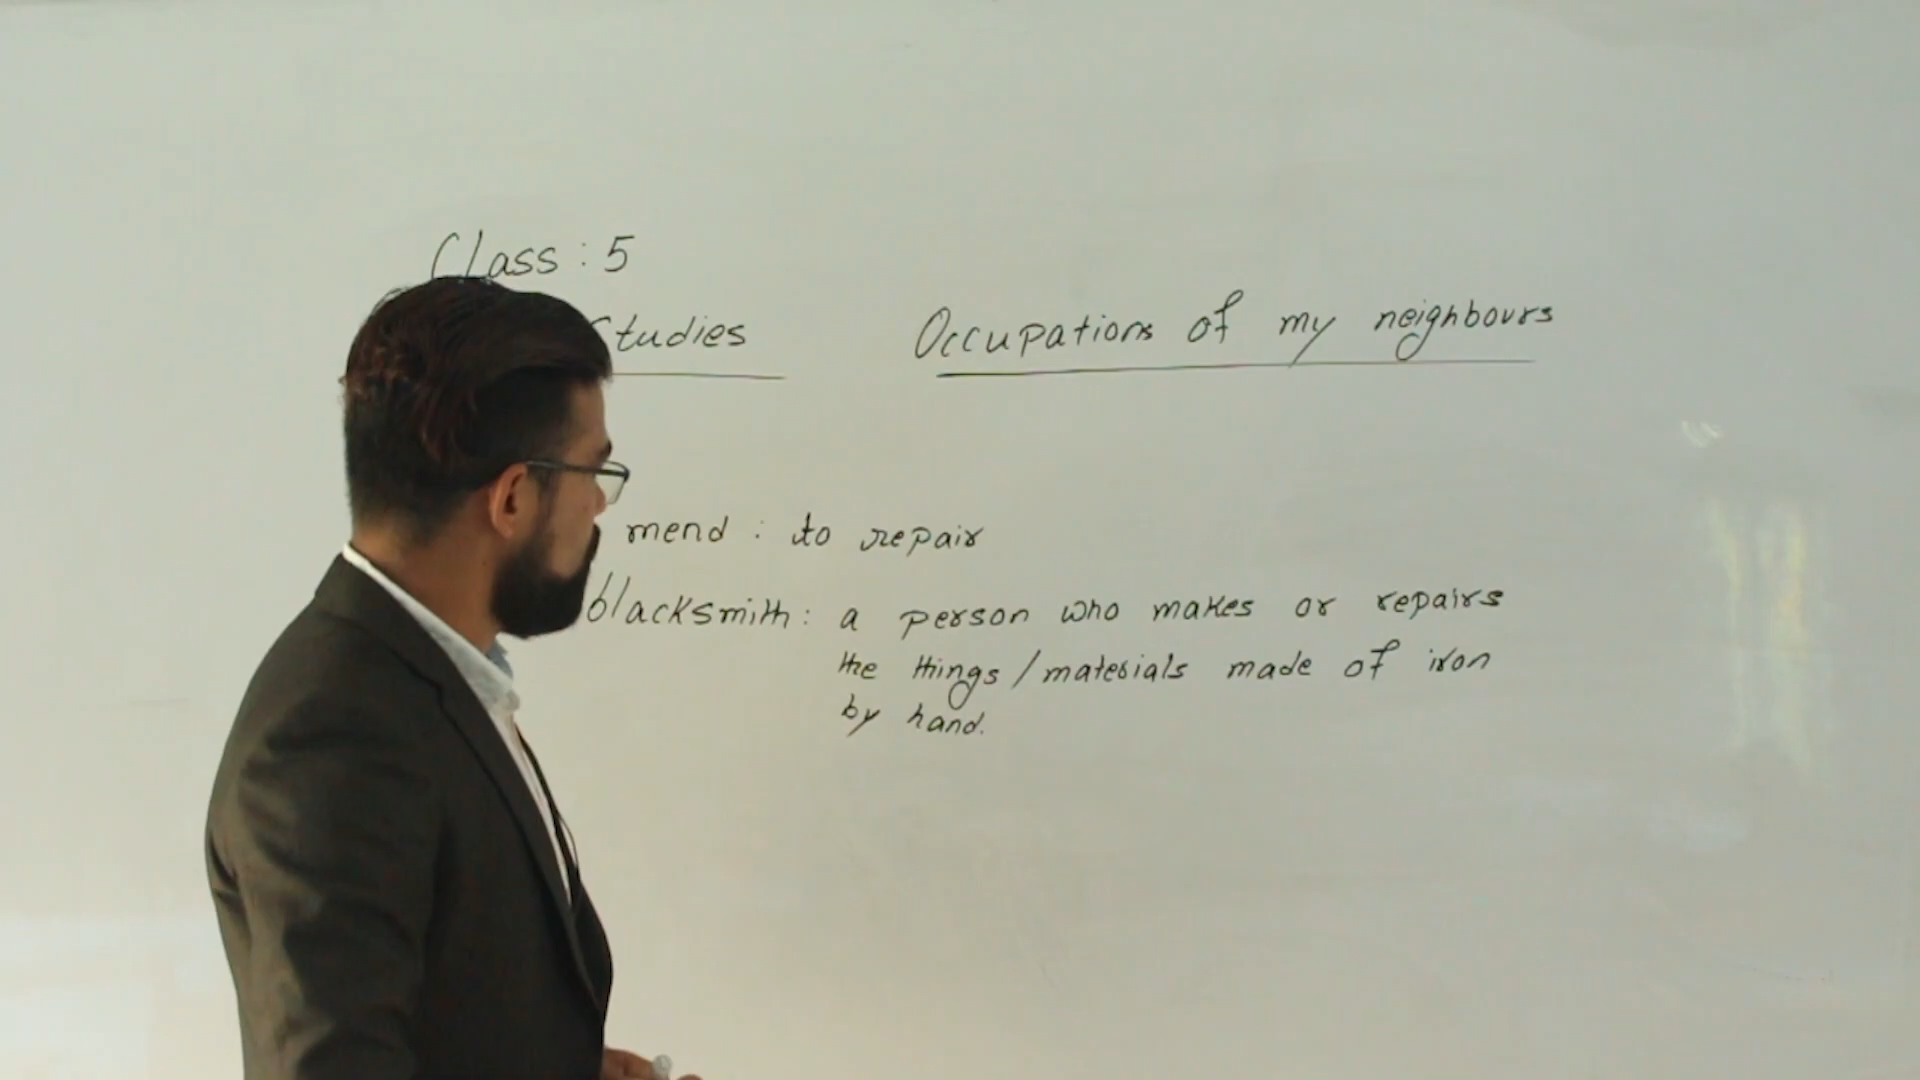 Class : 5
Studies
Occupations of my neighbours
mend : to repair
blacksmith : a person who makes or repairs
the things / materials made of iron
by hand.